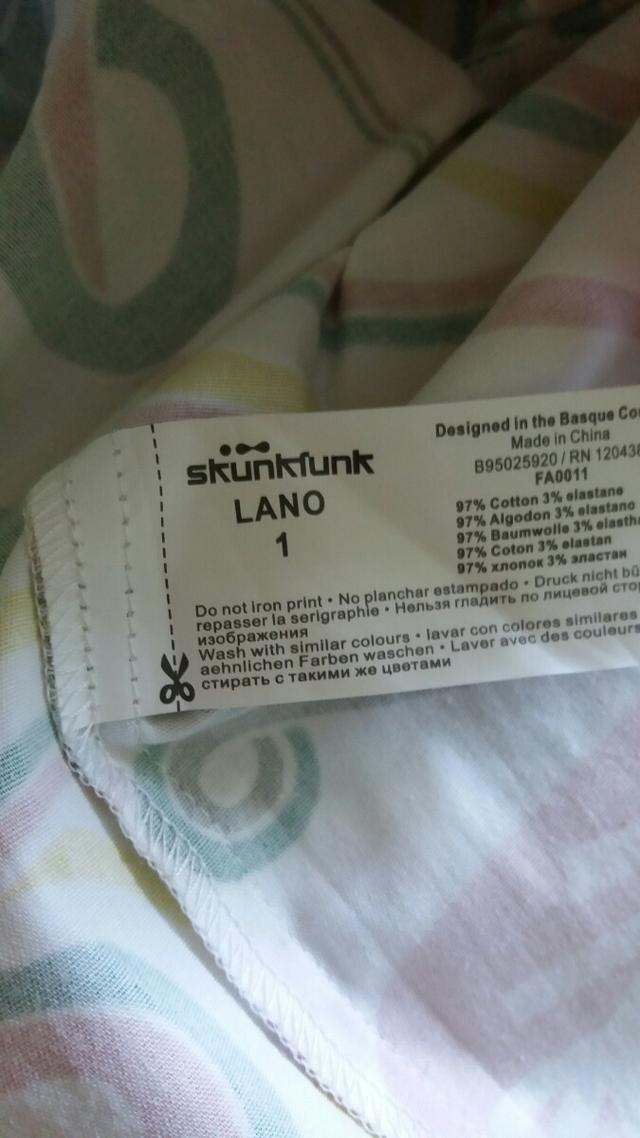 skunkfunk
LANO
1
Designed in the Basque
Made in China
B95025920 / RN 120438
FA0011
97% Cotton 3% elastane
97% Algodon 3% elastano
97% Baumwolle 3%
97% Coton 3% elastan
97% хлопок 3% эластан
Do not iron print • No planchar estampado • Druck nicht
repasser la serigraphie • Нельзя гладить по лицевой
изображения
Wash with similar colours • lavar con colores similares
aehnlichen Farben waschen • Laver avec des couleurs
стирать с такими же цветами